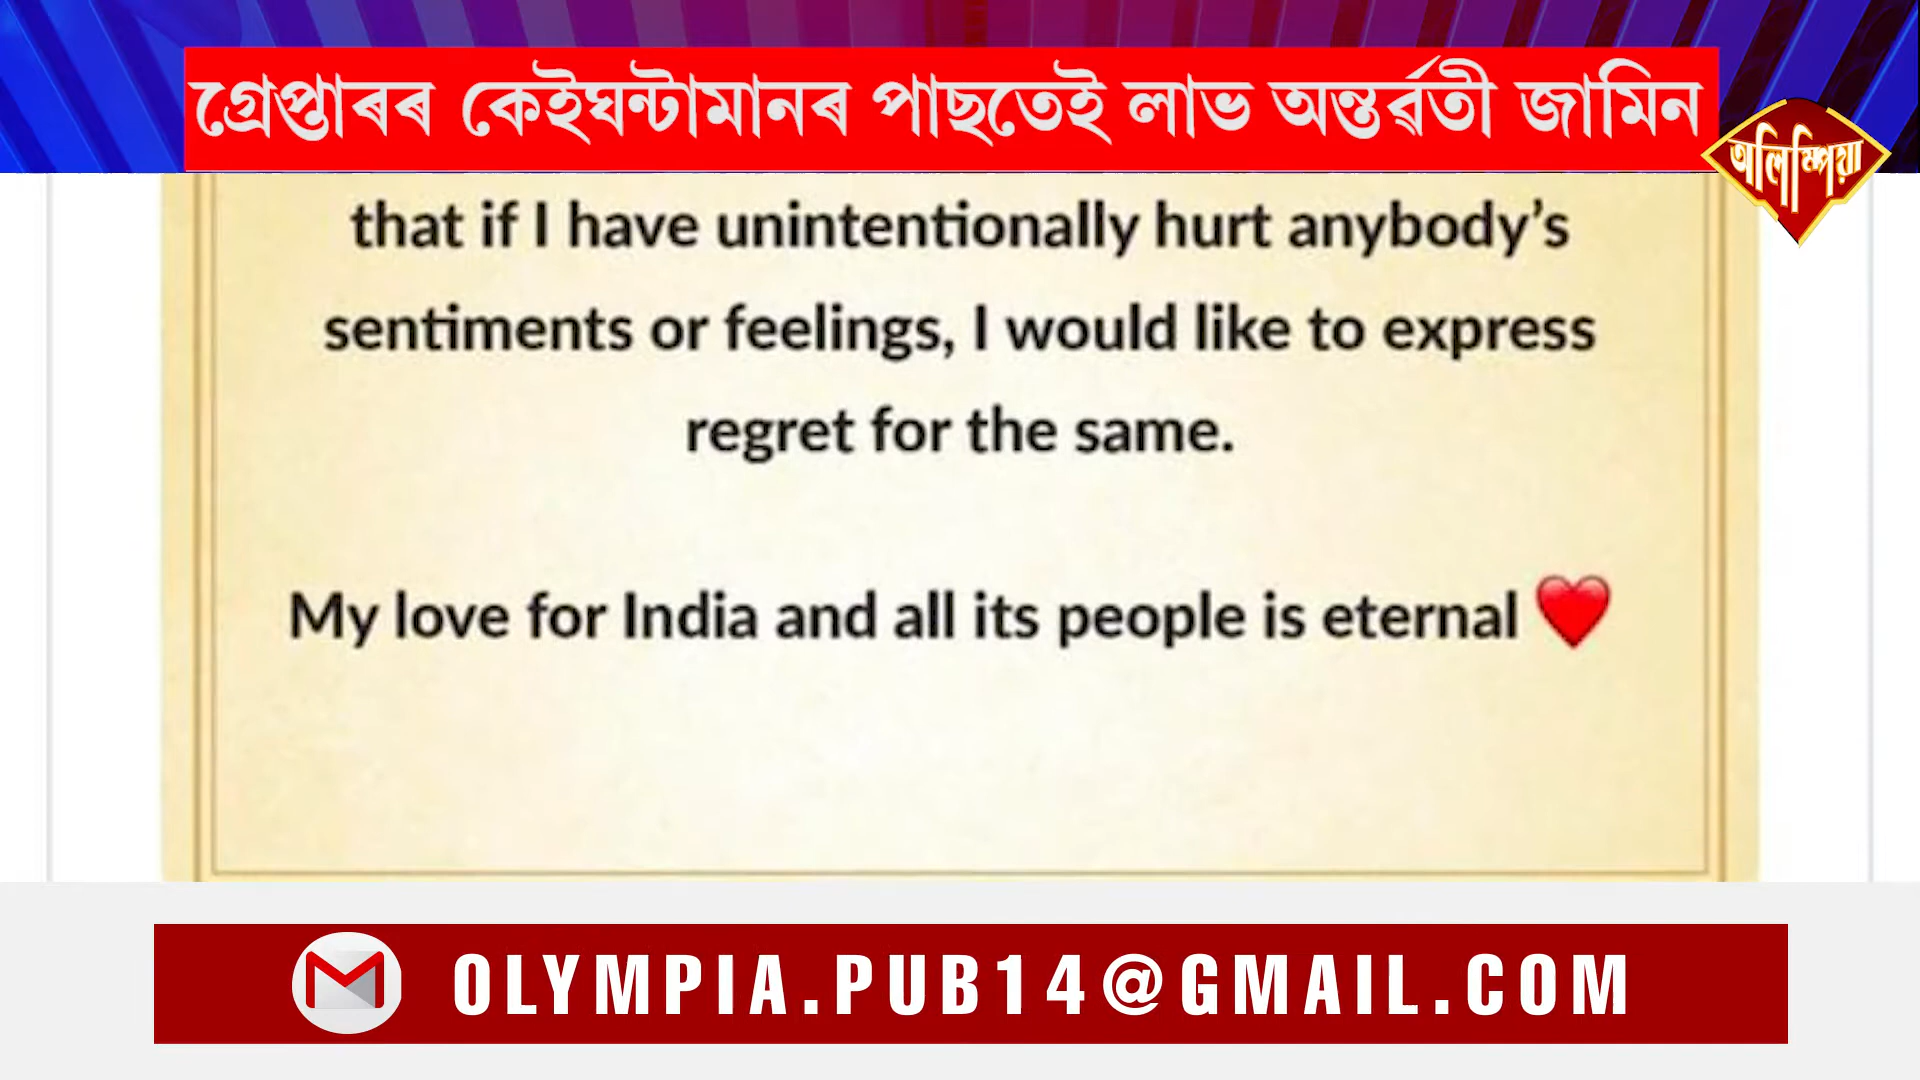 গ্ৰেপ্তাৰৰ কেইঘন্টামানৰ পাছতেই লাভ অন্তৰ্ৱতী জামিন
অলিম্পিয়া
that if I have unintentionally hurt anybody’s
sentiments or feelings, I would like to express
regret for the same.
My love for India and all its people is eternal ❤️
OLYMPIA.PUB14@GMAIL.COM